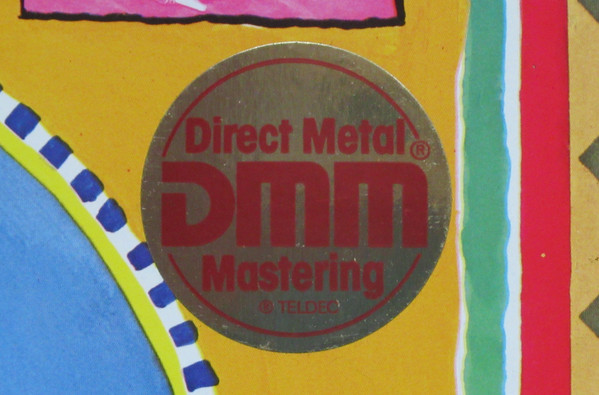 Direct Metal ®
DMM
Mastering
® TELDEC